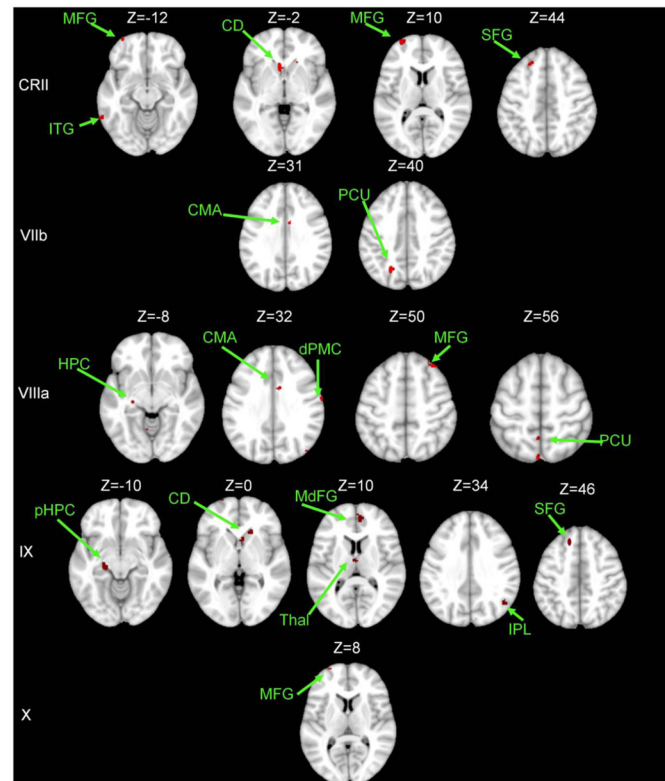 MFG Z=-12 CD Z=-2 MFG Z=10 SFG Z=44
CRII
ITG
Z=31 Z=40
CMA PCU
VIIb
Z=-8 Z=32 Z=50 Z=56
HPC CMA dPMC MFG
VIIIa
PCU
Z=-10 Z=0 Z=10 Z=34 Z=46
pHPC CD MdFG SFG
IX
Thal IPL
Z=8
MFG
X